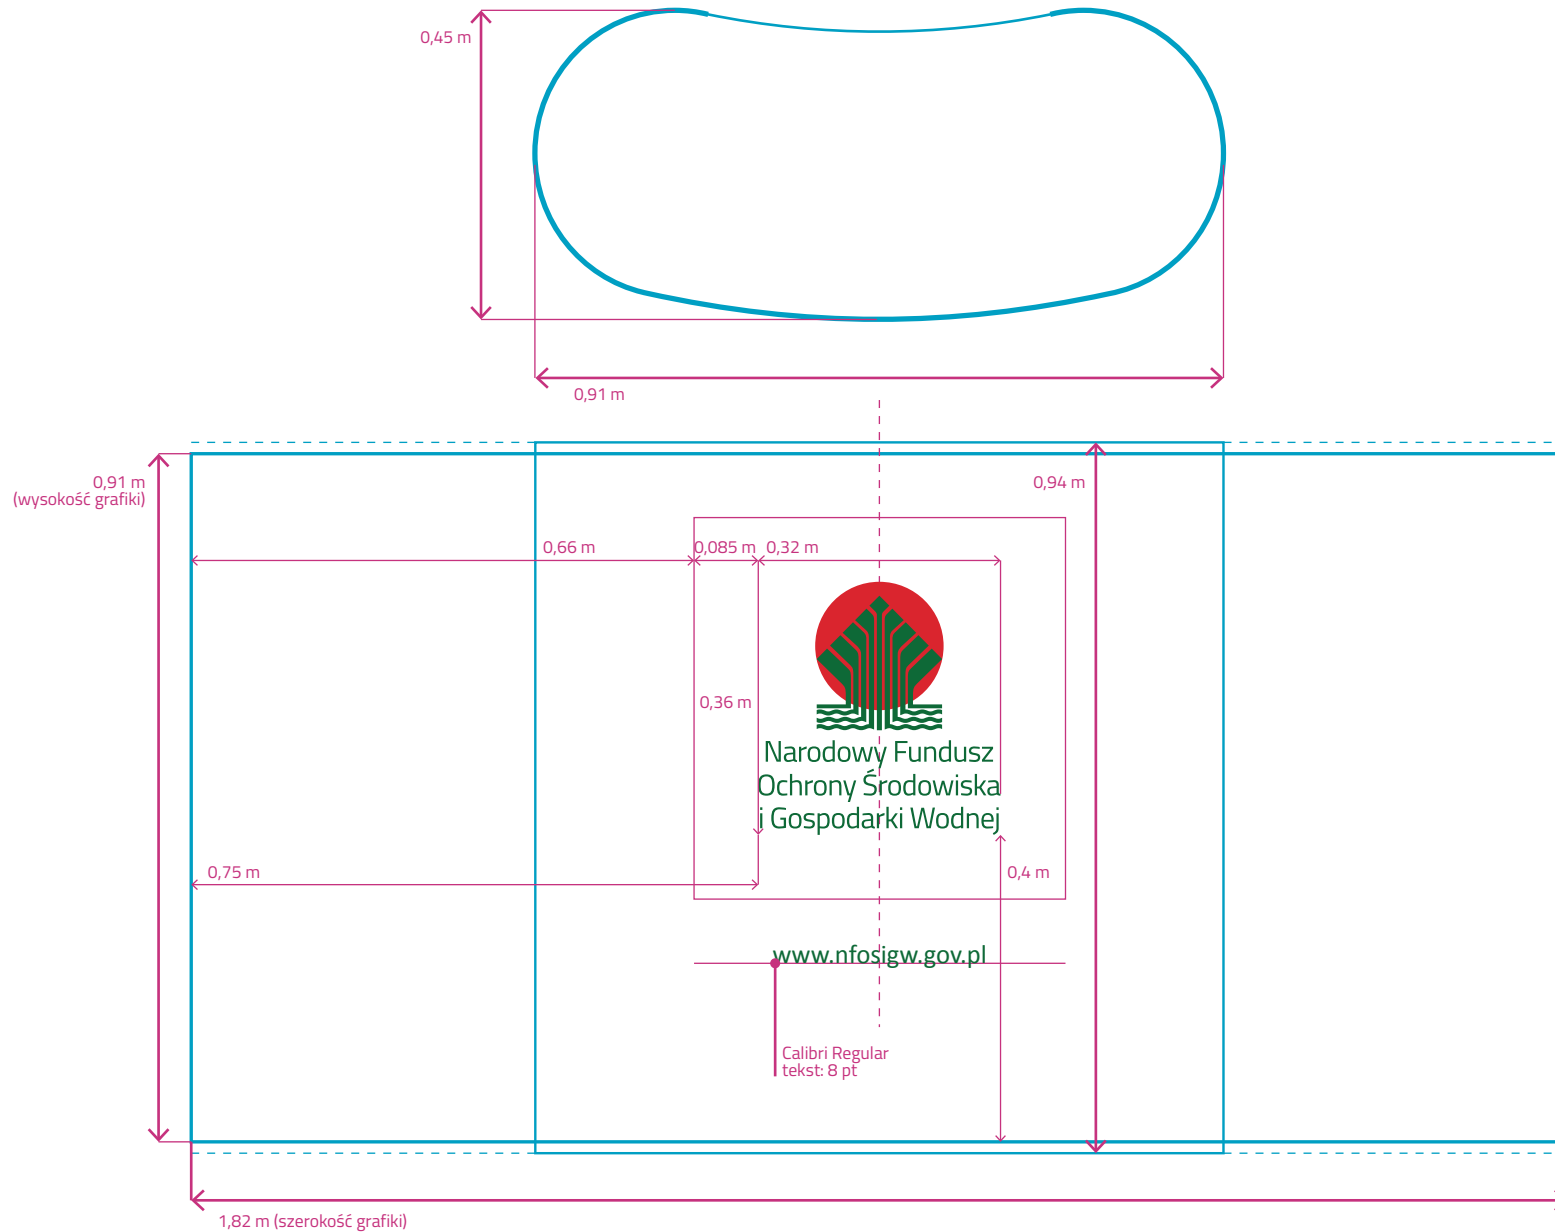 0,45 m
0,91 m
0,91 m
(wysokość grafiki)
0,94 m
0,66 m
0,085 m
0,32 m
0,36 m
Narodowy Fundusz
Ochrony Środowiska
i Gospodarki Wodnej
0,75 m
0,4 m
www.nfosigw.gov.pl
Calibri Regular
tekst: 8 pt
1,82 m (szerokość grafiki)